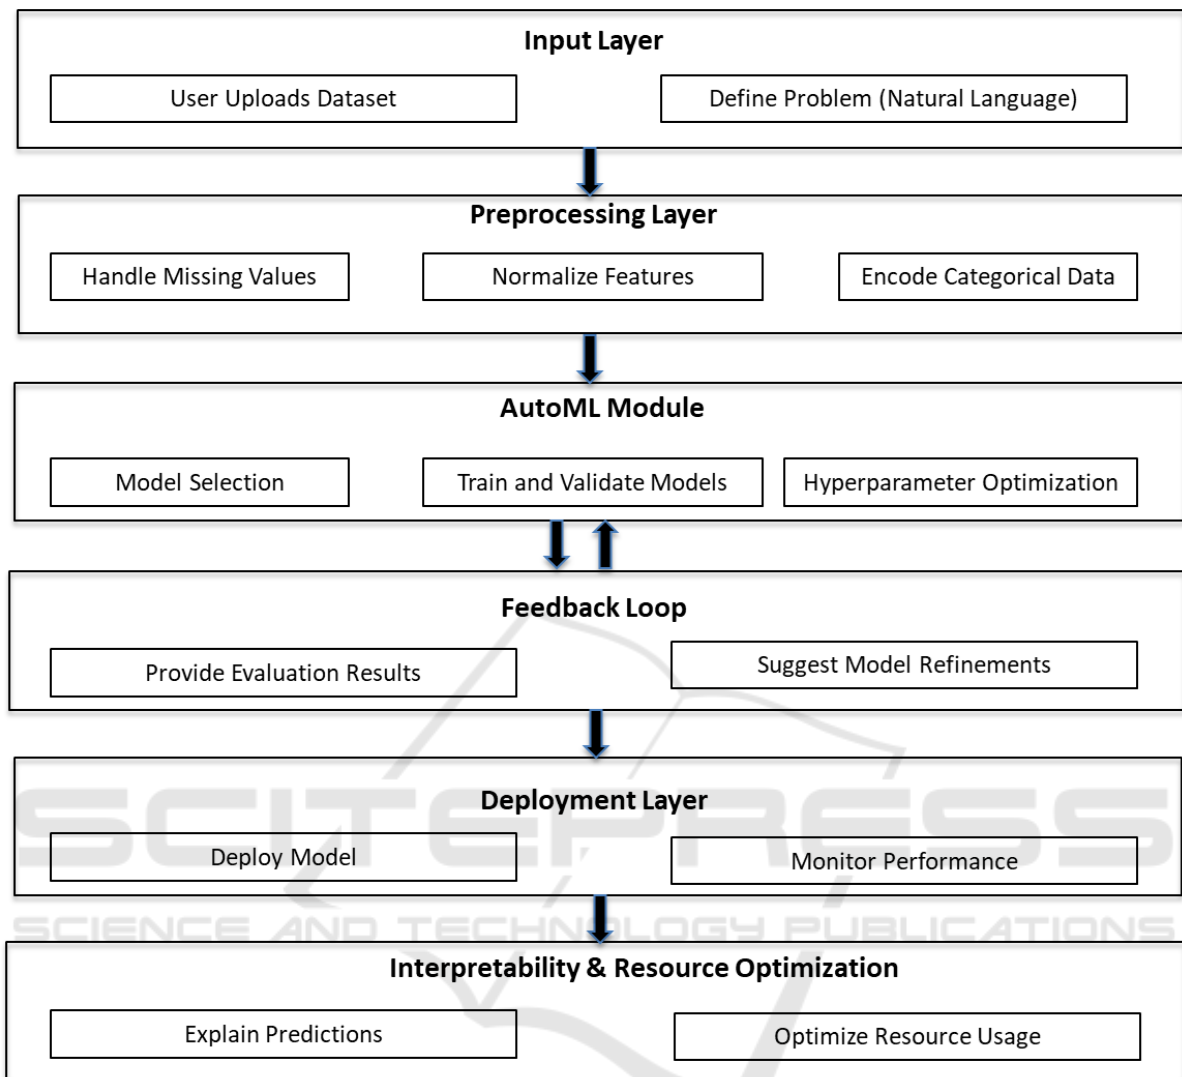 Input Layer
User Uploads Dataset
Define Problem (Natural Language)
Preprocessing Layer
Handle Missing Values
Normalize Features
Encode Categorical Data
AutoML Module
Model Selection
Train and Validate Models
Hyperparameter Optimization
Feedback Loop
Provide Evaluation Results
Suggest Model Refinements
Deployment Layer
SCITEPRESS
Deploy Model
Monitor Performance
SCIENCE AND TECHNOLOGY PUBLICATIONS
Interpretability & Resource Optimization
Explain Predictions
Optimize Resource Usage